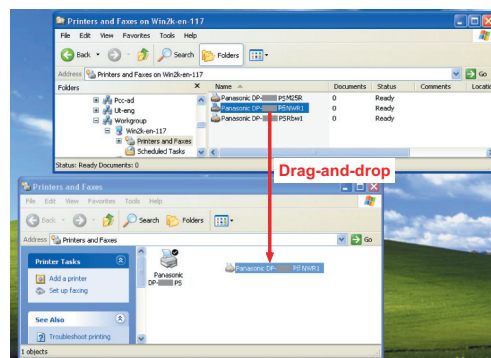 Printers and Faxes on Win2k-en-117
File Edit View Favorites Tools Help
Back Search Folders
Address Printers and Faxes on Win2k-en-117 Go
Folders X Name Documents Status Comments Locatio
Pcc-ad Panasonic DP- PSM25R 0 Ready
Ut-eng Panasonic DP- PSNWR1 0 Ready
Workgroup Panasonic DP- PSRbw1 0 Ready
Win2k-en-117
Printers and Faxes
Scheduled Tasks
Status: Ready Documents: 0
Drag-and-drop
Printers and Faxes
File Edit View Favorites Tools Help
Back Search Folders
Address Printers and Faxes Go
Printer Tasks
Add a printer
Set up faxing
Panasonic
DP- PS
Panasonic DP- PSNWR1
See Also
Troubleshoot printing
1 objects